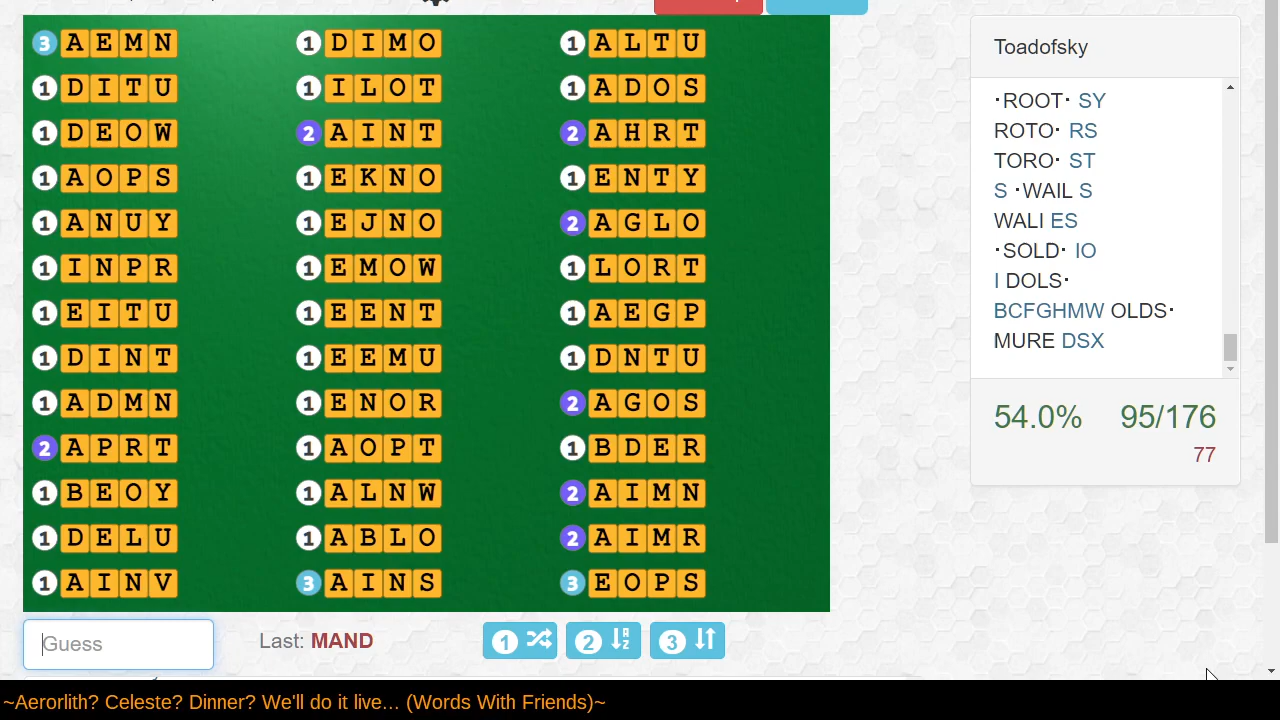 3 AEMN 1 DIMO 1 ALTU
1 DITU 1 ILOT 1 ADOS
1 DEOW 2 AINT 2 AHRT
1 AOPS 1 EKNO 1 ENTY
1 ANUY 1 EJNO 2 AGLO
1 INPR 1 EMOW 1 LORT
1 EITU 1 EENT 1 AEGP
1 DINT 1 EEMU 1 DNTU
1 ADMN 1 ENOR 2 AGOS
2 APRT 1 AOPT 1 BDER
1 BEOY 1 ALNW 2 AIMN
1 DELU 1 ABLO 2 AIMR
1 AINV 3 AINS 3 EOPS
Guess
Last: MAND
1 2 3
Toadofsky
·ROOT· SY
ROTO· RS
TORO· ST
S ·WAIL S
WALI ES
·SOLD· IO
I DOLS·
BCFGHMW OLDS·
MURE DSX
54.0% 95/176
77
~Aerorlith? Celeste? Dinner? We'll do it live... (Words With Friends)~